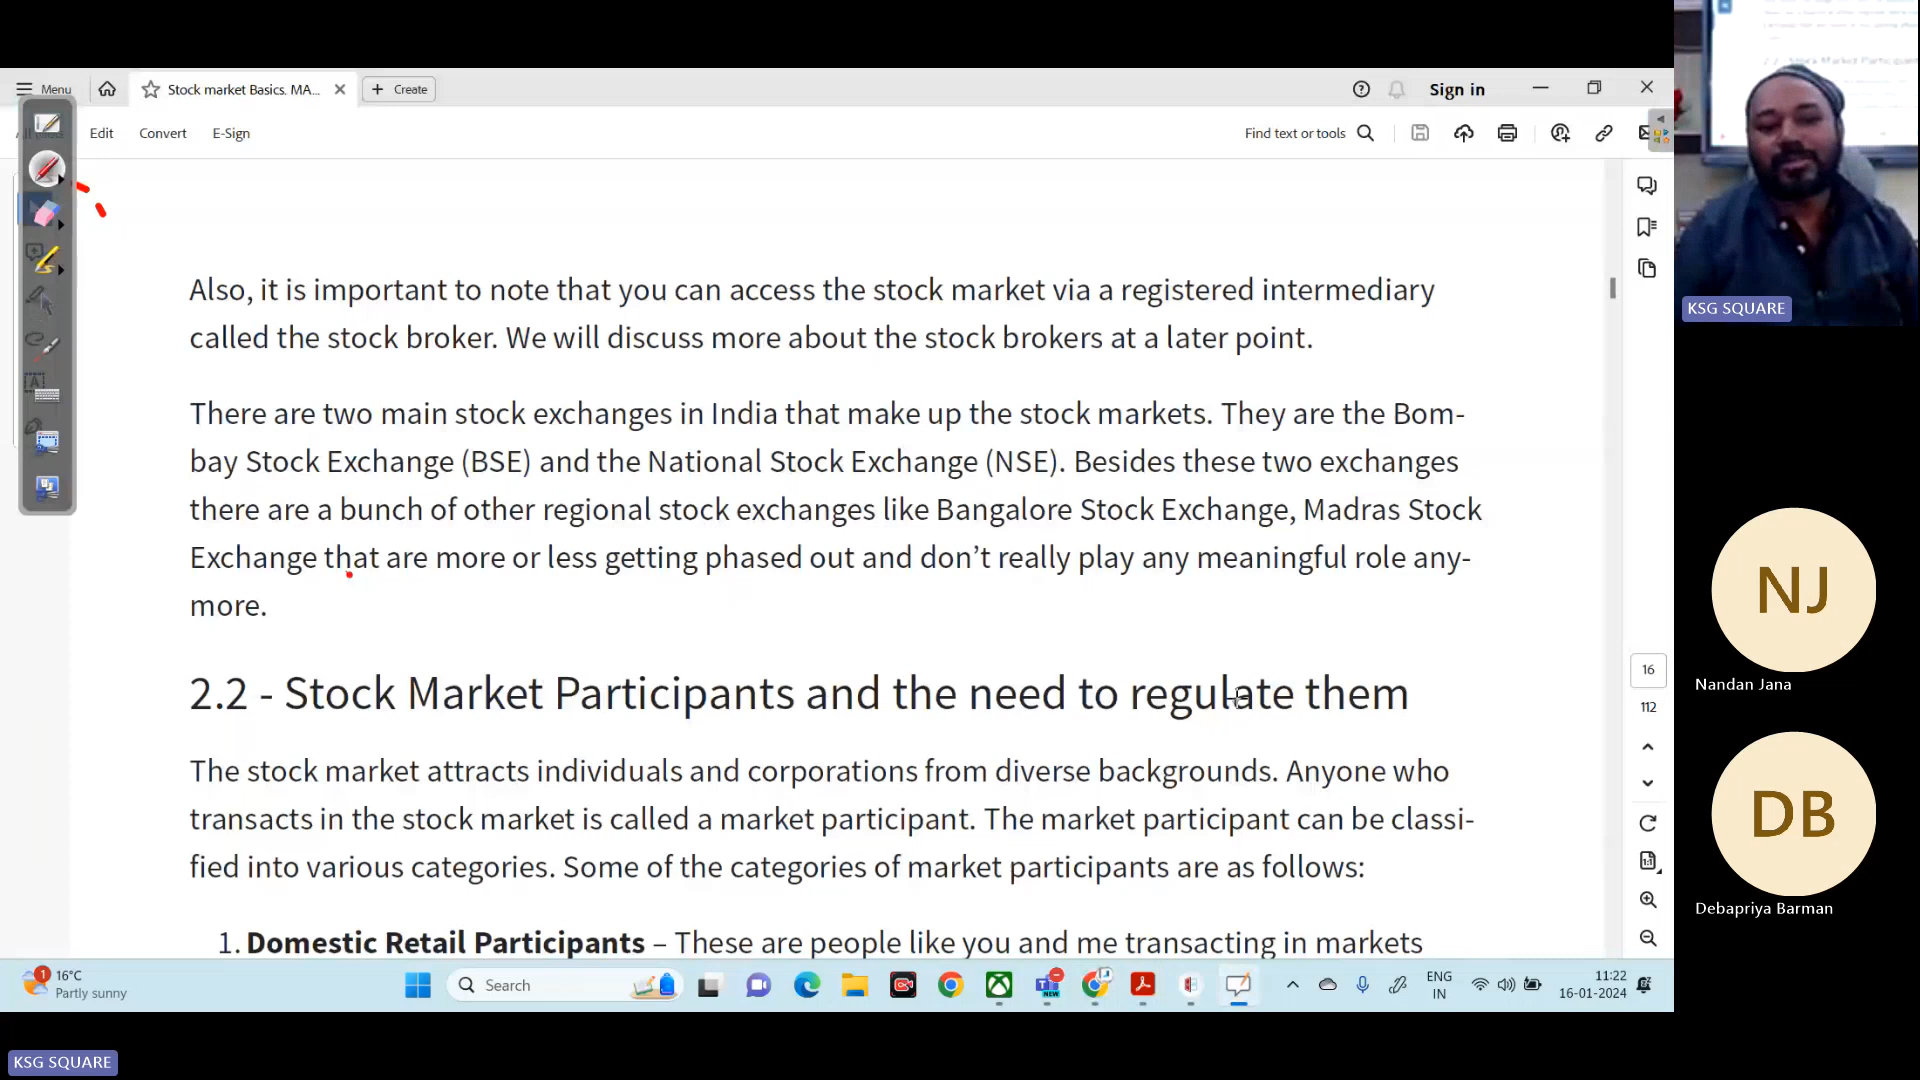 Menu
Stock market Basics. MA...
Create
Sign in
Edit
Convert
E-Sign
Find text or tools
Also, it is important to note that you can access the stock market via a registered intermediary
called the stock broker. We will discuss more about the stock brokers at a later point.
There are two main stock exchanges in India that make up the stock markets. They are the Bom-
bay Stock Exchange (BSE) and the National Stock Exchange (NSE). Besides these two exchanges
there are a bunch of other regional stock exchanges like Bangalore Stock Exchange, Madras Stock
Exchange that are more or less getting phased out and don’t really play any meaningful role any-
more.
2.2 - Stock Market Participants and the need to regulate them
The stock market attracts individuals and corporations from diverse backgrounds. Anyone who
transacts in the stock market is called a market participant. The market participant can be classi-
fied into various categories. Some of the categories of market participants are as follows:
1. Domestic Retail Participants – These are people like you and me transacting in markets
16
112
KSG SQUARE
NJ
Nandan Jana
DB
Debapriya Barman
1
16°C
Partly sunny
Search
NEW
ENG
IN
11:22
16-01-2024
KSG SQUARE